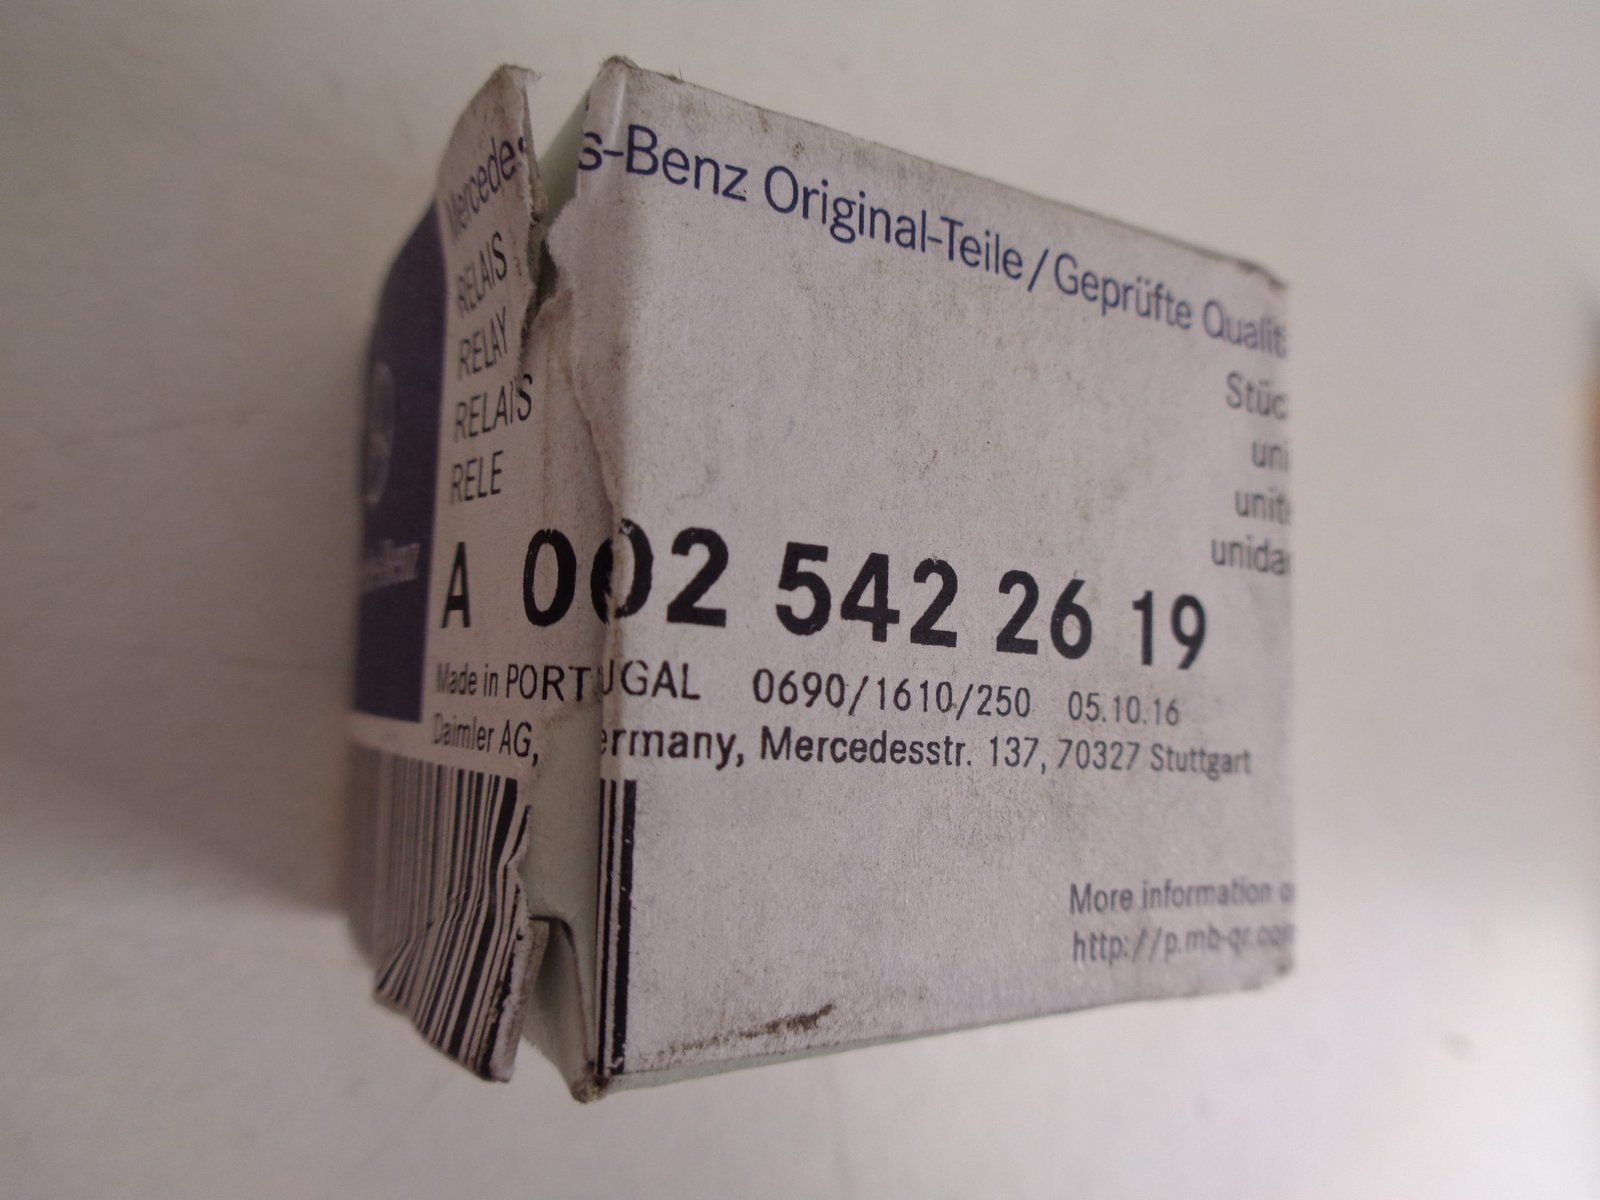 Mercedes-Benz Original-Teile/Geprüfte Qualit
RELAIS
RELAY
RELAIS
RELE
Stüc
uni
unit
unida
A 002 542 26 19
Made in PORTUGAL 0690/1610/250 05.10.16
Daimler AG, ermany, Mercedesstr. 137, 70327 Stuttgart
More information
http://p.mb-qr.com